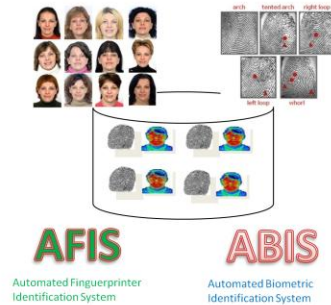 arch
tented arch
right loop
left loop
whorl
AFIS
ABIS
Automated Finguerprinter
Identification System
Automated Biometric
Identification System